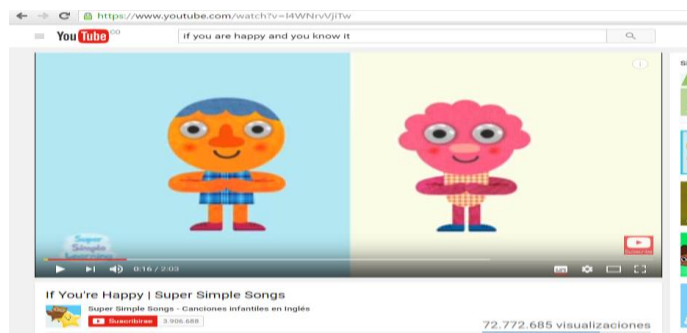 https://www.youtube.com/watch?v=l4WNrvVjiTw
YouTube CO
if you are happy and you know it
Super
Simple
Learning
0:16 / 2:03
If You're Happy | Super Simple Songs
Super Simple Songs - Canciones infantiles en Inglés
Suscribirse 3.906.688
72.772.685 visualizaciones